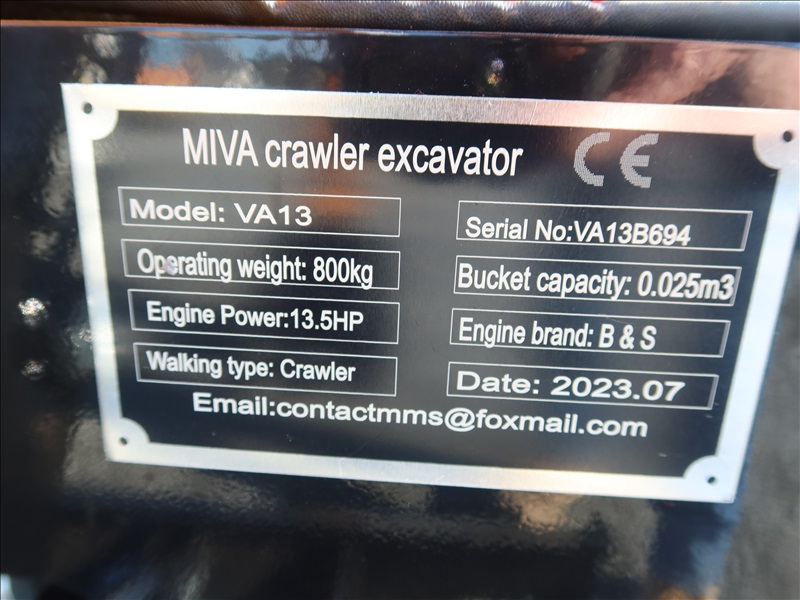 MIVA crawler excavator CE
Model: VA13
Serial No:VA13B694
Operating weight: 800kg
Bucket capacity: 0.025m3
Engine Power:13.5HP
Engine brand: B & S
Walking type: Crawler
Date: 2023.07
Email:contactmms@foxmail.com